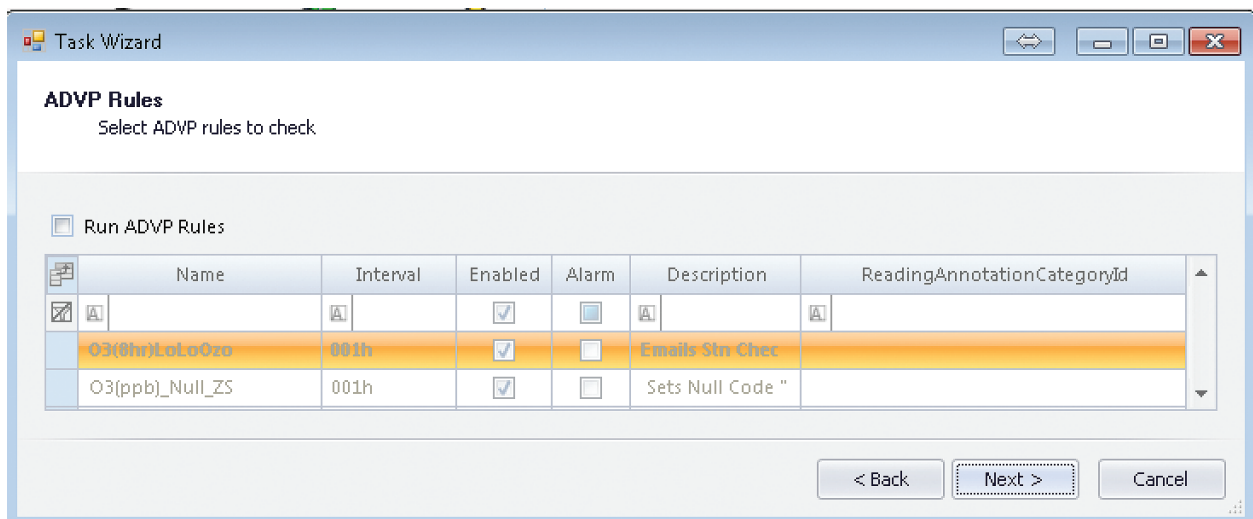 Task Wizard
ADVP Rules
Select ADVP rules to check
Run ADVP Rules
Name Interval Enabled Alarm Description ReadingAnnotationCategoryId
A A A A
O3(8hr)LoLoOzo 001h Emails Stn Chec
O3(ppb)_Null_ZS 001h Sets Null Code "
< Back Next > Cancel